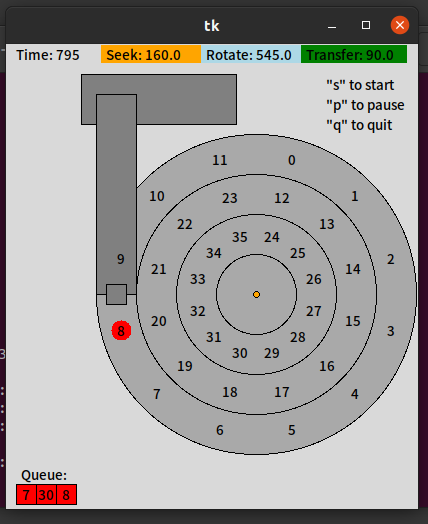 tk
Time: 795 Seek: 160.0 Rotate: 545.0 Transfer: 90.0
"s" to start
"p" to pause
"q" to quit
11 0
10 23 12 1
22 35 24 13
34 25
9 21 33 26 14 2
8 20 32 27 15 3
31 28
19 30 29 16
7 18 17 4
6 5
Queue:
7 30 8